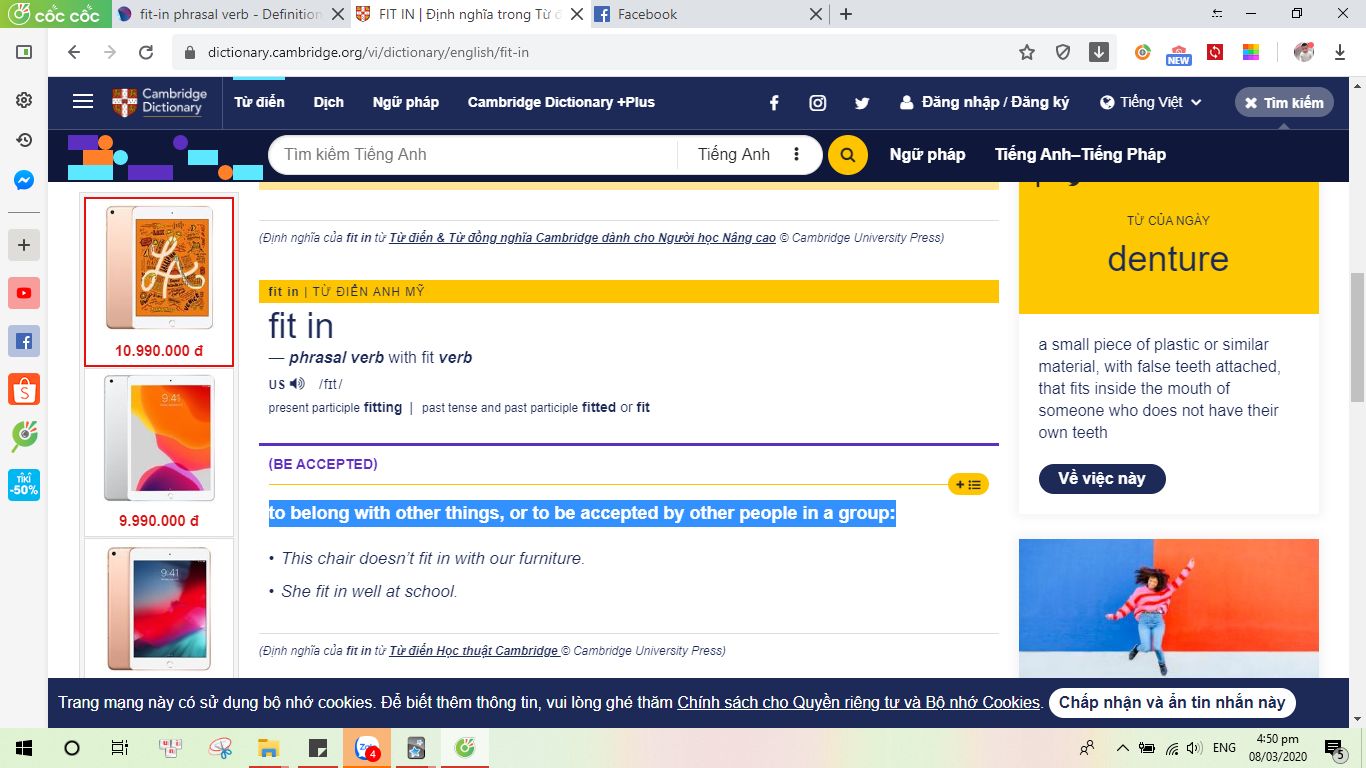 cốc cốc
fit-in phrasal verb - Definition
FIT IN | Định nghĩa trong Từ đ
Facebook
dictionary.cambridge.org/vi/dictionary/english/fit-in
NEW
Cambridge
Dictionary
Từ điển
Dịch
Ngữ pháp
Cambridge Dictionary +Plus
Đăng nhập / Đăng ký
Tiếng Việt
Tìm kiếm
Tìm kiếm Tiếng Anh
Tiếng Anh
Ngữ pháp
Tiếng Anh–Tiếng Pháp
10.990.000 đ
9:41
9.990.000 đ
9:41
TIKI
-50%
(Định nghĩa của fit in từ Từ điển & Từ đồng nghĩa Cambridge dành cho Người học Nâng cao © Cambridge University Press)
fit in | TỪ ĐIỂN ANH MỸ
fit in
— phrasal verb with fit verb
US /fɪt/
present participle fitting | past tense and past participle fitted or fit
(BE ACCEPTED)
to belong with other things, or to be accepted by other people in a group:
• This chair doesn't fit in with our furniture.
• She fit in well at school.
(Định nghĩa của fit in từ Từ điển Học thuật Cambridge © Cambridge University Press)
TỪ CỦA NGÀY
denture
a small piece of plastic or similar
material, with false teeth attached,
that fits inside the mouth of
someone who does not have their
own teeth
Về việc này
Trang mạng này có sử dụng bộ nhớ cookies. Để biết thêm thông tin, vui lòng ghé thăm Chính sách cho Quyền riêng tư và Bộ nhớ Cookies.
Chấp nhận và ẩn tin nhắn này
4
ENG
4:50 pm
08/03/2020
5